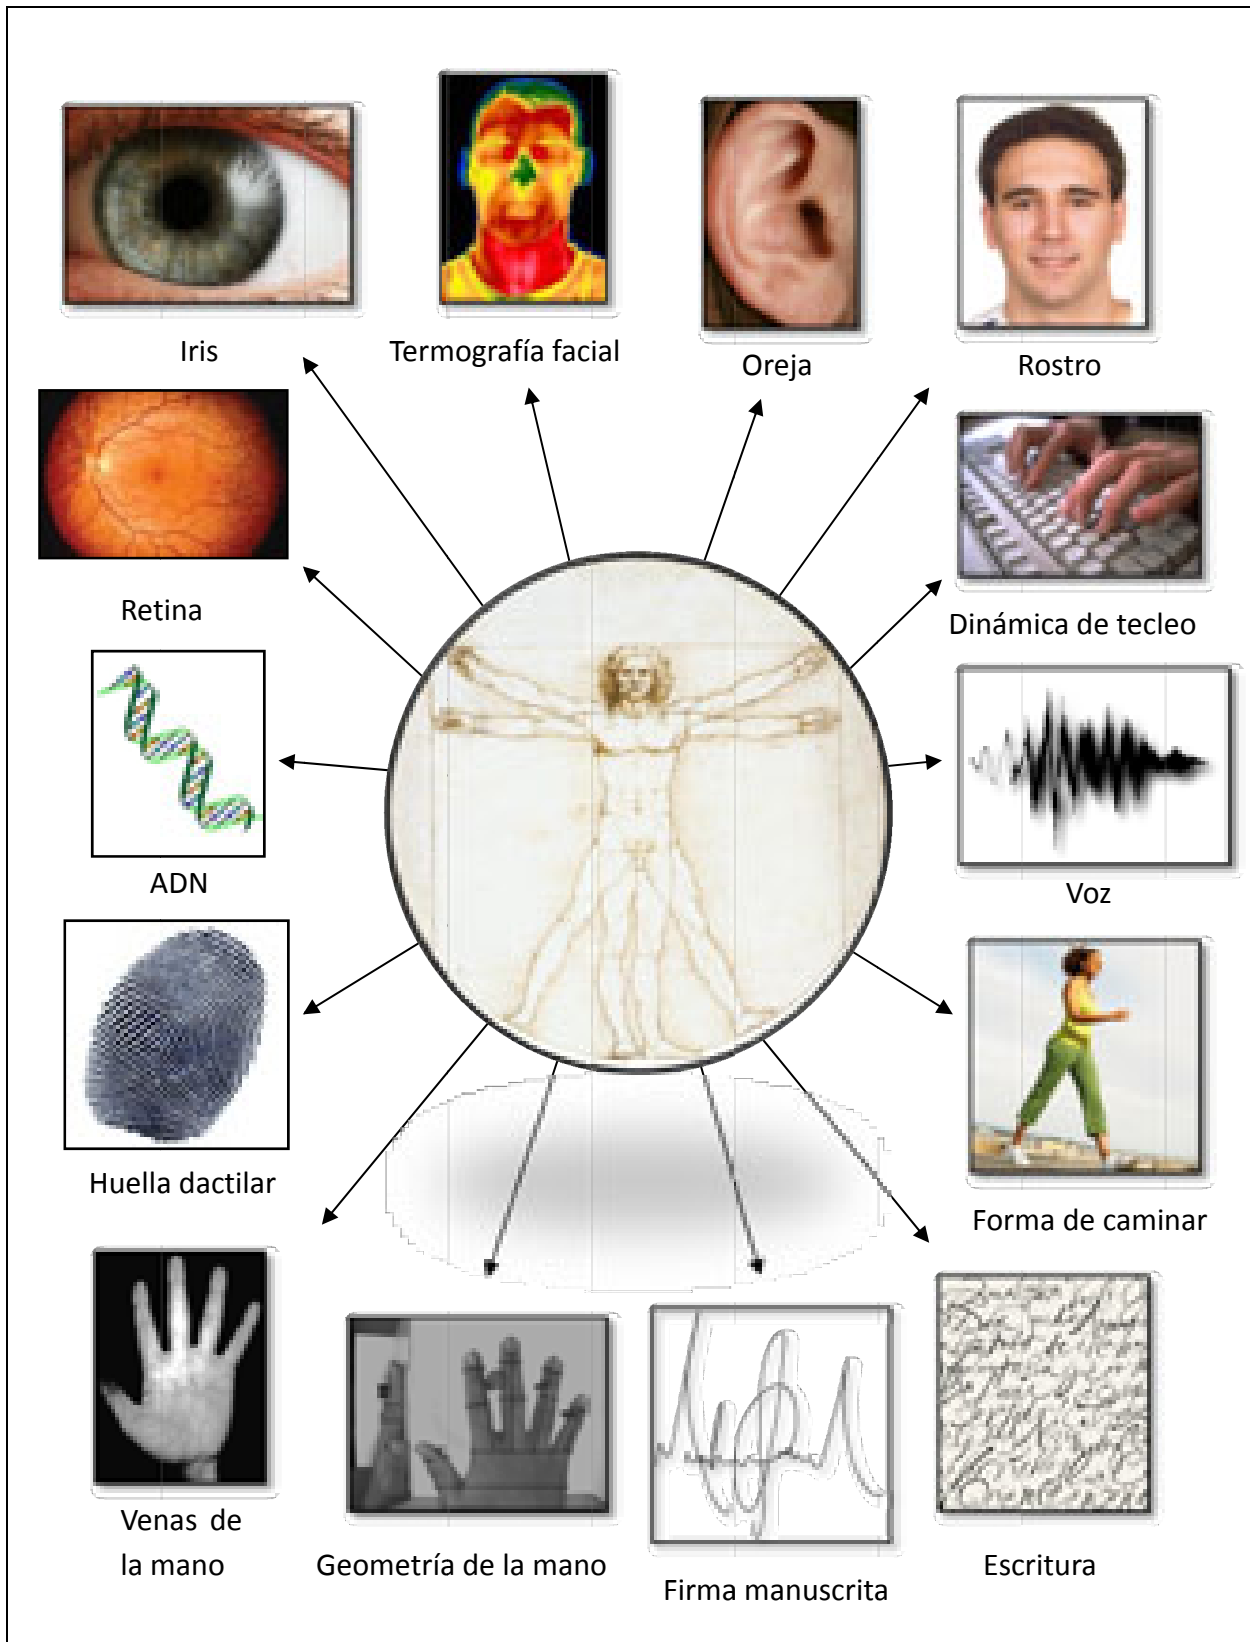 Iris
Termografía facial
Oreja
Rostro
Retina
Dinámica de tecleo
ADN
Voz
Huella dactilar
Forma de caminar
Venas de
la mano
Geometría de la mano
Firma manuscrita
Escritura